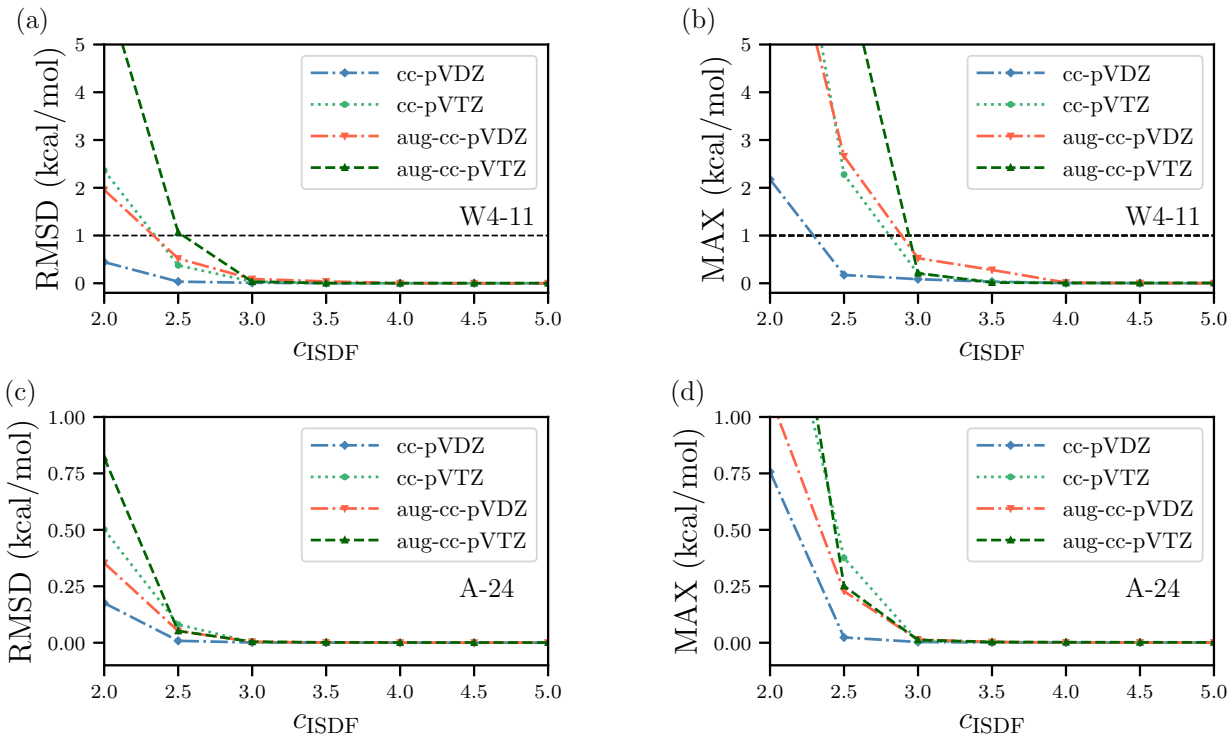 (a)
RMSD (kcal/mol)
5
4
3
2
1
0
cc-pVDZ
cc-pVTZ
aug-cc-pVDZ
aug-cc-pVTZ
W4-11
2.0 2.5 3.0 3.5 4.0 4.5 5.0
c_ISDF
(b)
MAX (kcal/mol)
5
4
3
2
1
0
cc-pVDZ
cc-pVTZ
aug-cc-pVDZ
aug-cc-pVTZ
W4-11
2.0 2.5 3.0 3.5 4.0 4.5 5.0
c_ISDF
(c)
RMSD (kcal/mol)
1.00
0.75
0.50
0.25
0.00
cc-pVDZ
cc-pVTZ
aug-cc-pVDZ
aug-cc-pVTZ
A-24
2.0 2.5 3.0 3.5 4.0 4.5 5.0
c_ISDF
(d)
MAX (kcal/mol)
1.00
0.75
0.50
0.25
0.00
cc-pVDZ
cc-pVTZ
aug-cc-pVDZ
aug-cc-pVTZ
A-24
2.0 2.5 3.0 3.5 4.0 4.5 5.0
c_ISDF